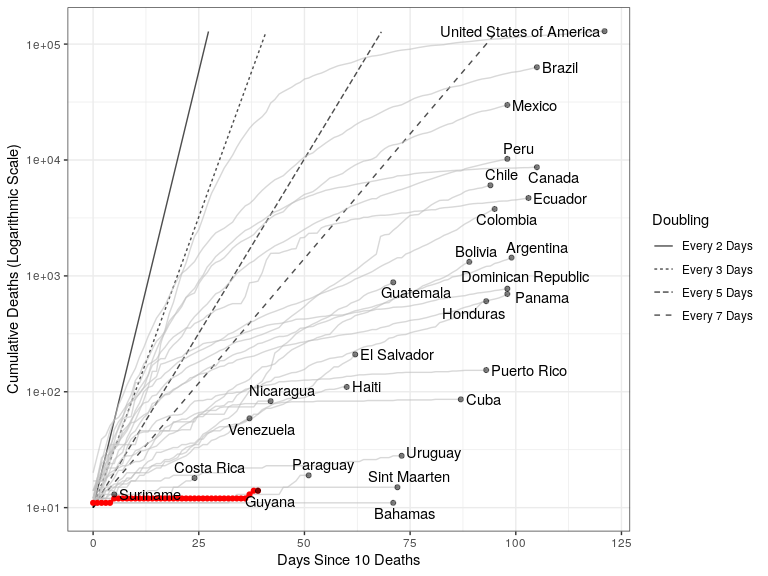 United States of America
Brazil
Mexico
Peru
Chile
Canada
Ecuador
Colombia
Bolivia
Argentina
Dominican Republic
Guatemala
Panama
Honduras
El Salvador
Puerto Rico
Nicaragua
Haiti
Cuba
Venezuela
Uruguay
Costa Rica
Paraguay
Sint Maarten
Suriname
Guyana
Bahamas
1e+05
1e+04
1e+03
1e+02
1e+01
0
25
50
75
100
125
Days Since 10 Deaths
Cumulative Deaths (Logarithmic Scale)
Doubling
Every 2 Days
Every 3 Days
Every 5 Days
Every 7 Days